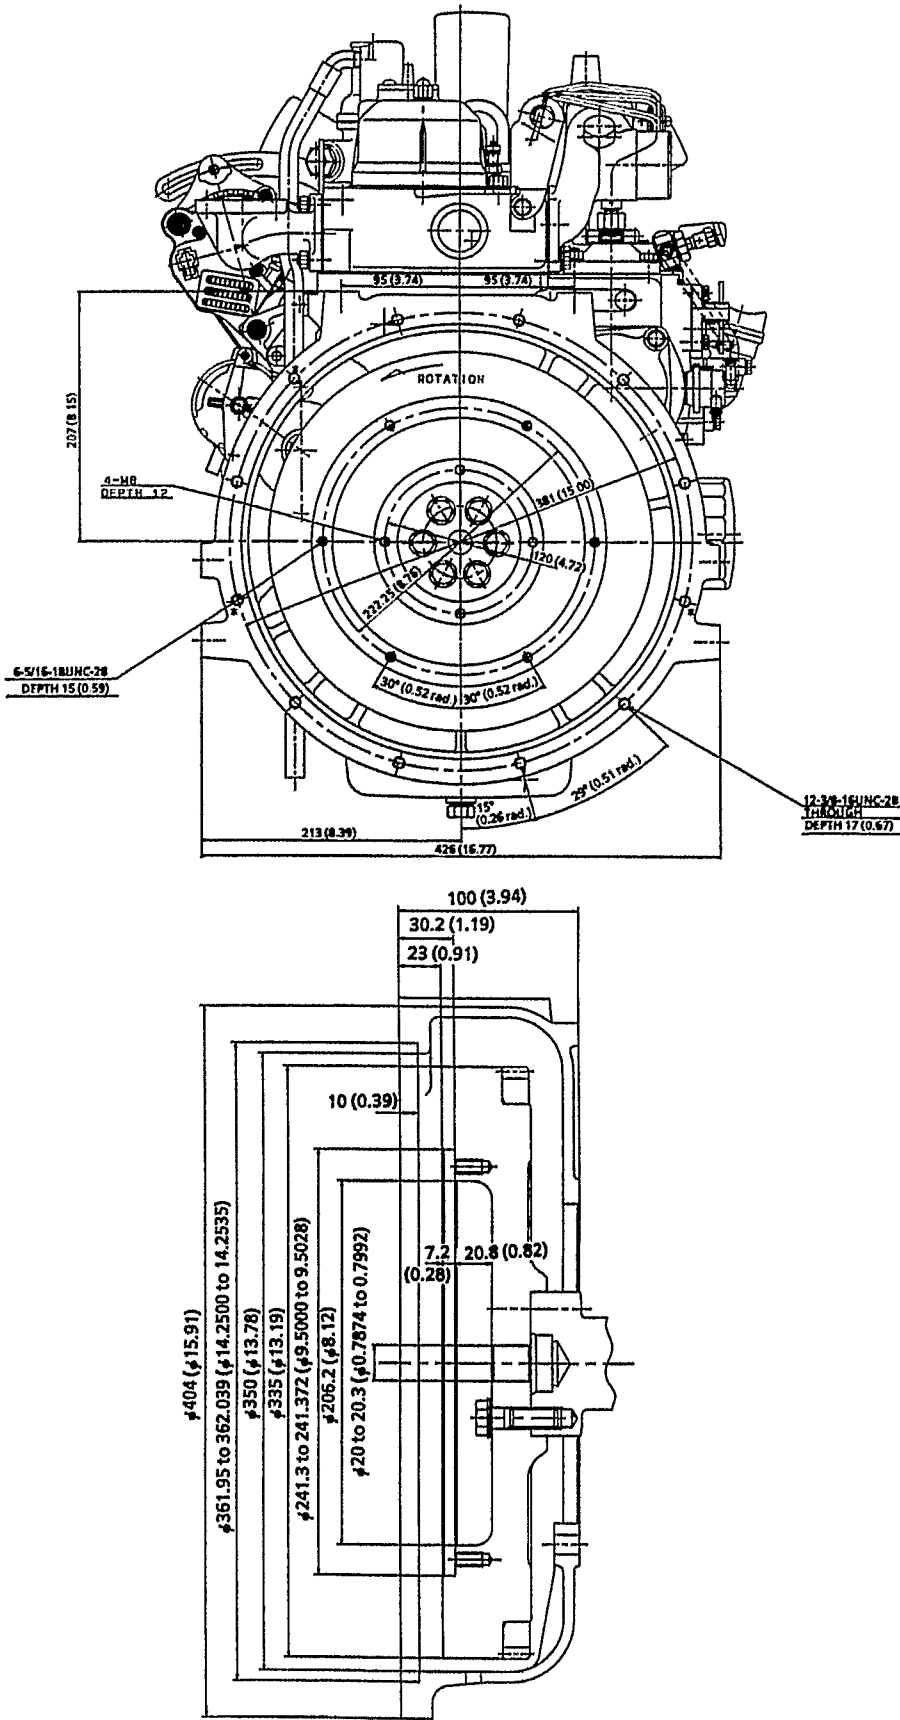 95 (3.74)
95 (3.74)
ROTATION
207 (8.15)
4-M8
DEPTH 12
381 (15.00)
120 (4.72)
222.25 (8.76)
6-5/16-18UNC-2B
DEPTH 15 (0.59)
30° (0.52 rad.)
30° (0.52 rad.)
29° (0.51 rad.)
15°
(0.26 rad.)
12-3/8-16UNC-2B
THROUGH
DEPTH 17 (0.67)
213 (8.39)
426 (16.77)
100 (3.94)
30.2 (1.19)
23 (0.91)
10 (0.39)
7.2
(0.28)
20.8 (0.82)
ϕ404 (ϕ15.91)
ϕ361.95 to 362.039 (ϕ14.2500 to 14.2535)
ϕ350 (ϕ13.78)
ϕ335 (ϕ13.19)
ϕ241.3 to 241.372 (ϕ9.5000 to 9.5028)
ϕ206.2 (ϕ8.12)
ϕ20 to 20.3 (ϕ0.7874 to 0.7992)